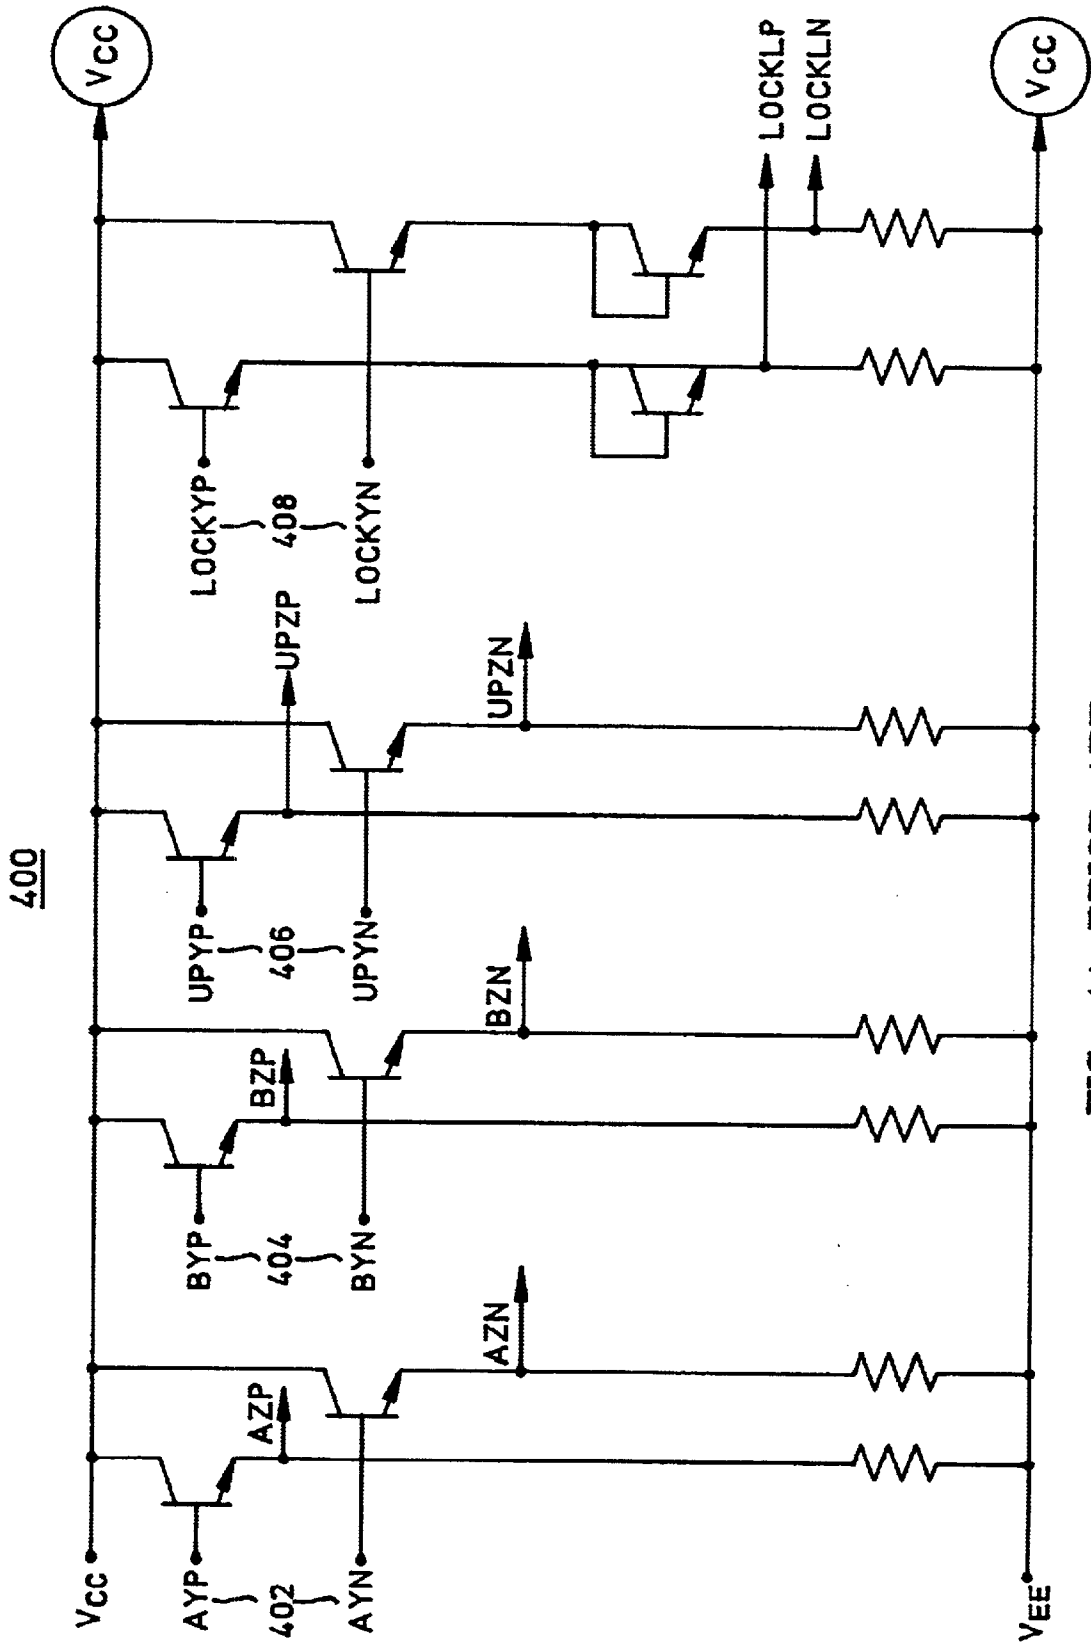 400
VCC
VCC
AYP
402
AYN
AZP
AZN
BYP
404
BYN
BZP
BZN
UPYP
406
UPYN
UPZP
UPZN
LOCKYP
408
LOCKYN
LOCKLP
LOCKLN
VEE
VCC